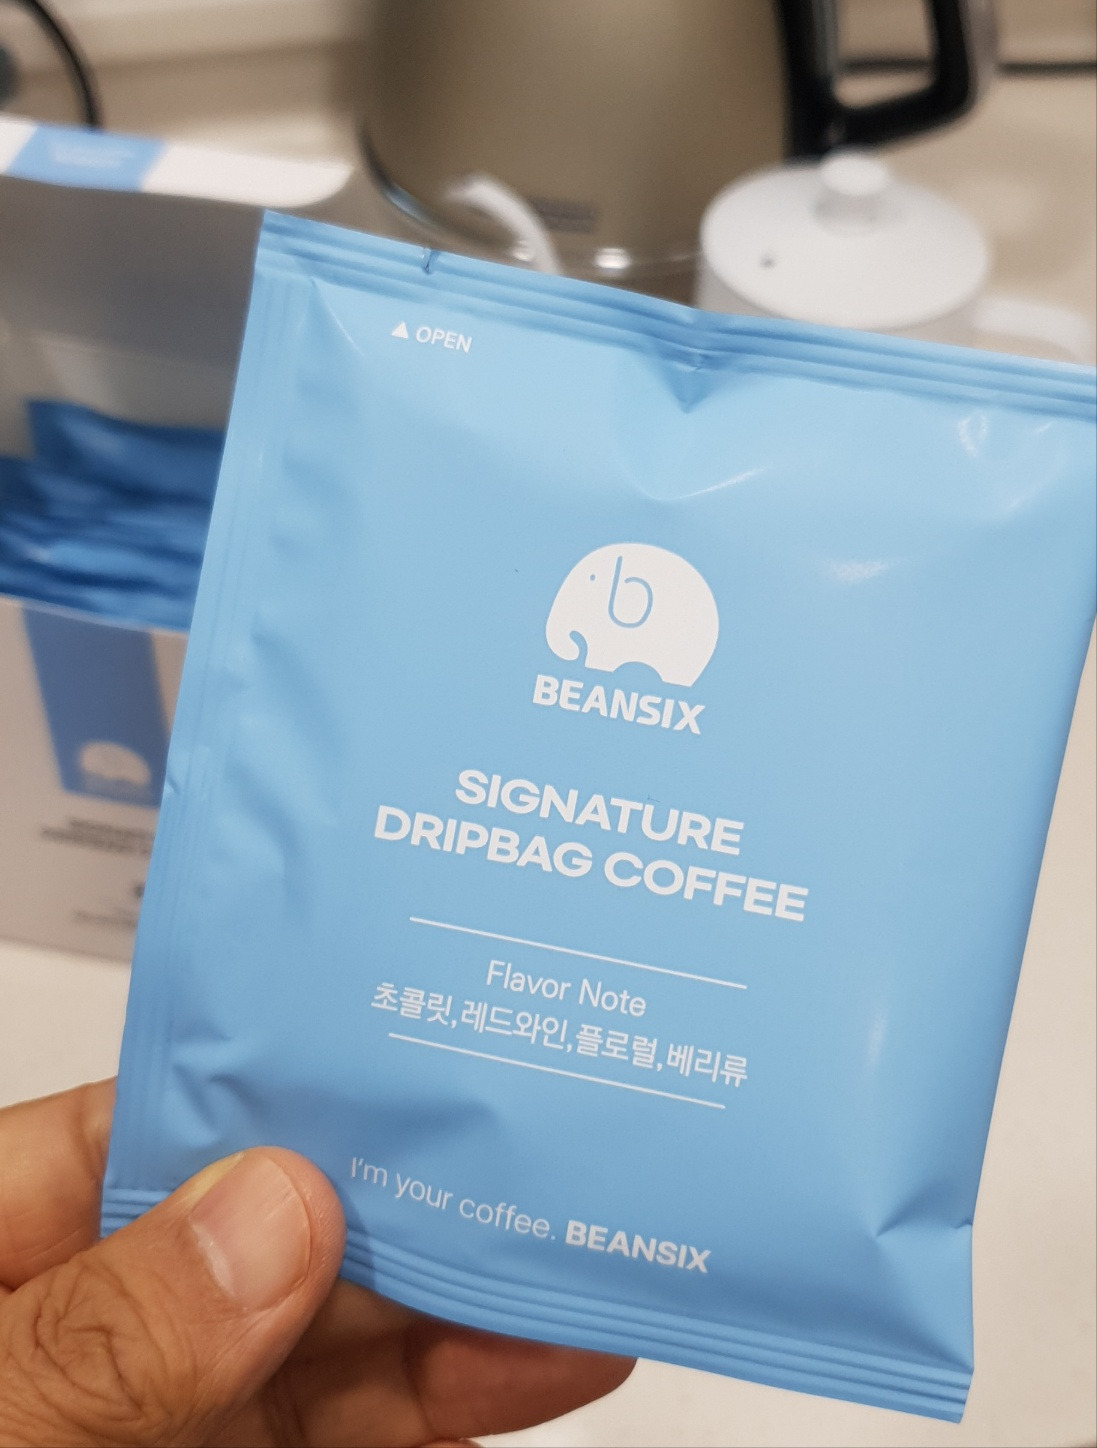 ▲ OPEN
b
BEANSIX
SIGNATURE
DRIPBAG COFFEE
Flavor Note
초콜릿,레드와인,플로럴,베리류
I'm your coffee. BEANSIX